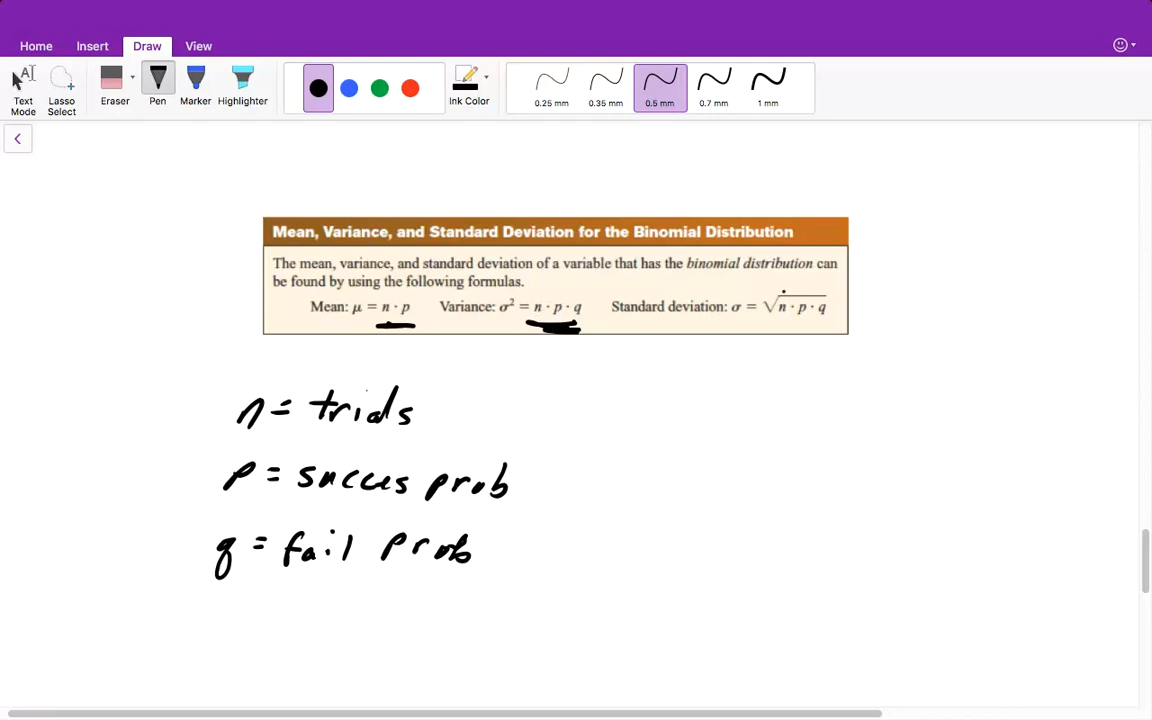 Home Insert Draw View
Text Mode
Lasso Select
Eraser
Pen
Marker
Highlighter
Ink Color
0.25 mm
0.35 mm
0.5 mm
0.7 mm
1 mm
Mean, Variance, and Standard Deviation for the Binomial Distribution
The mean, variance, and standard deviation of a variable that has the binomial distribution can
be found by using the following formulas.
Mean: μ = n · p Variance: σ² = n · p · q Standard deviation: σ = √n · p · q
n = trials
p = succes prob
q = fail prob